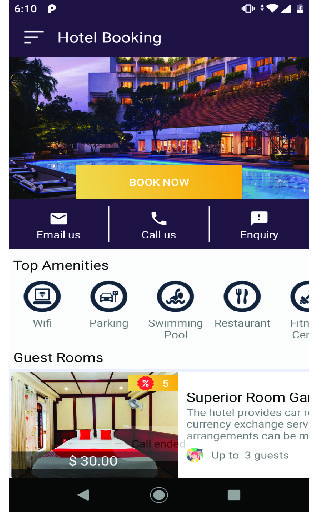 6:10
Hotel Booking
BOOK NOW
Email us
Call us
Enquiry
Top Amenities
Wifi
Parking
Swimming
Pool
Restaurant
Fitn
Cen
Guest Rooms
% 5
Call ended
$ 30.00
Superior Room Gar
The hotel provides car r
currency exchange serv
arrangements can be m
Up to 3 guests